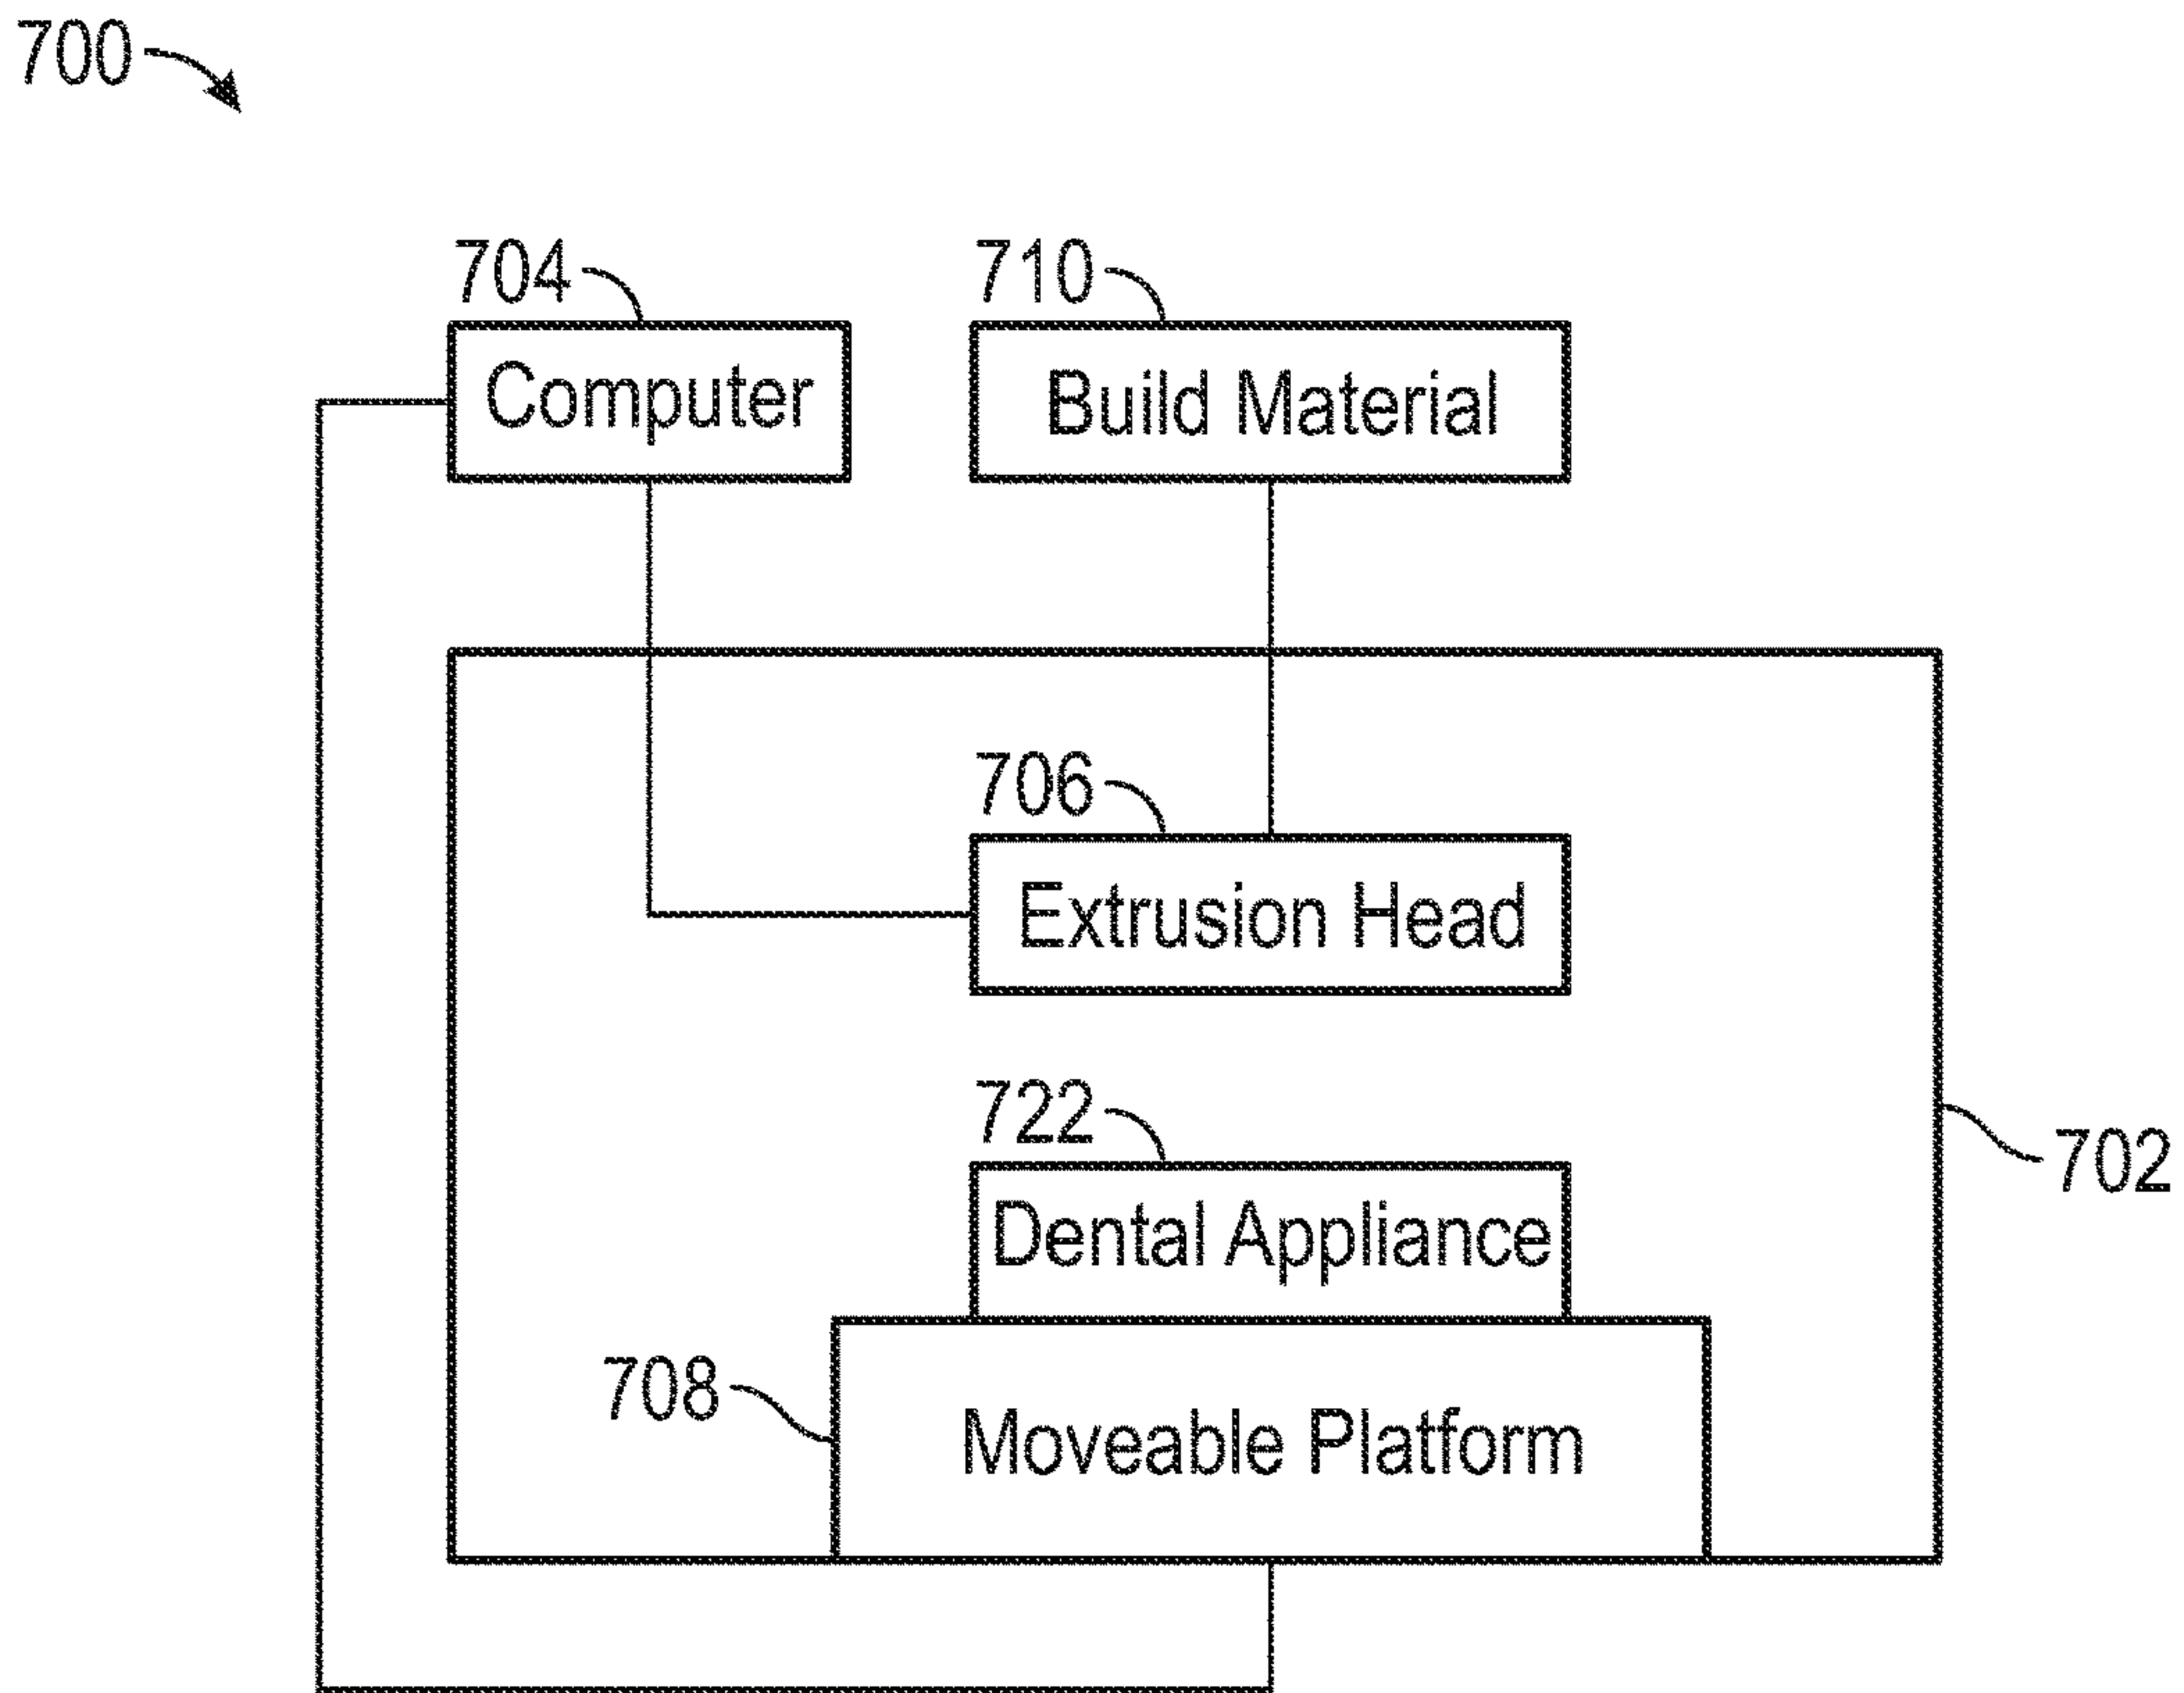 700
704
Computer
710
Build Material
706
Extrusion Head
722
Dental Appliance
702
708
Moveable Platform